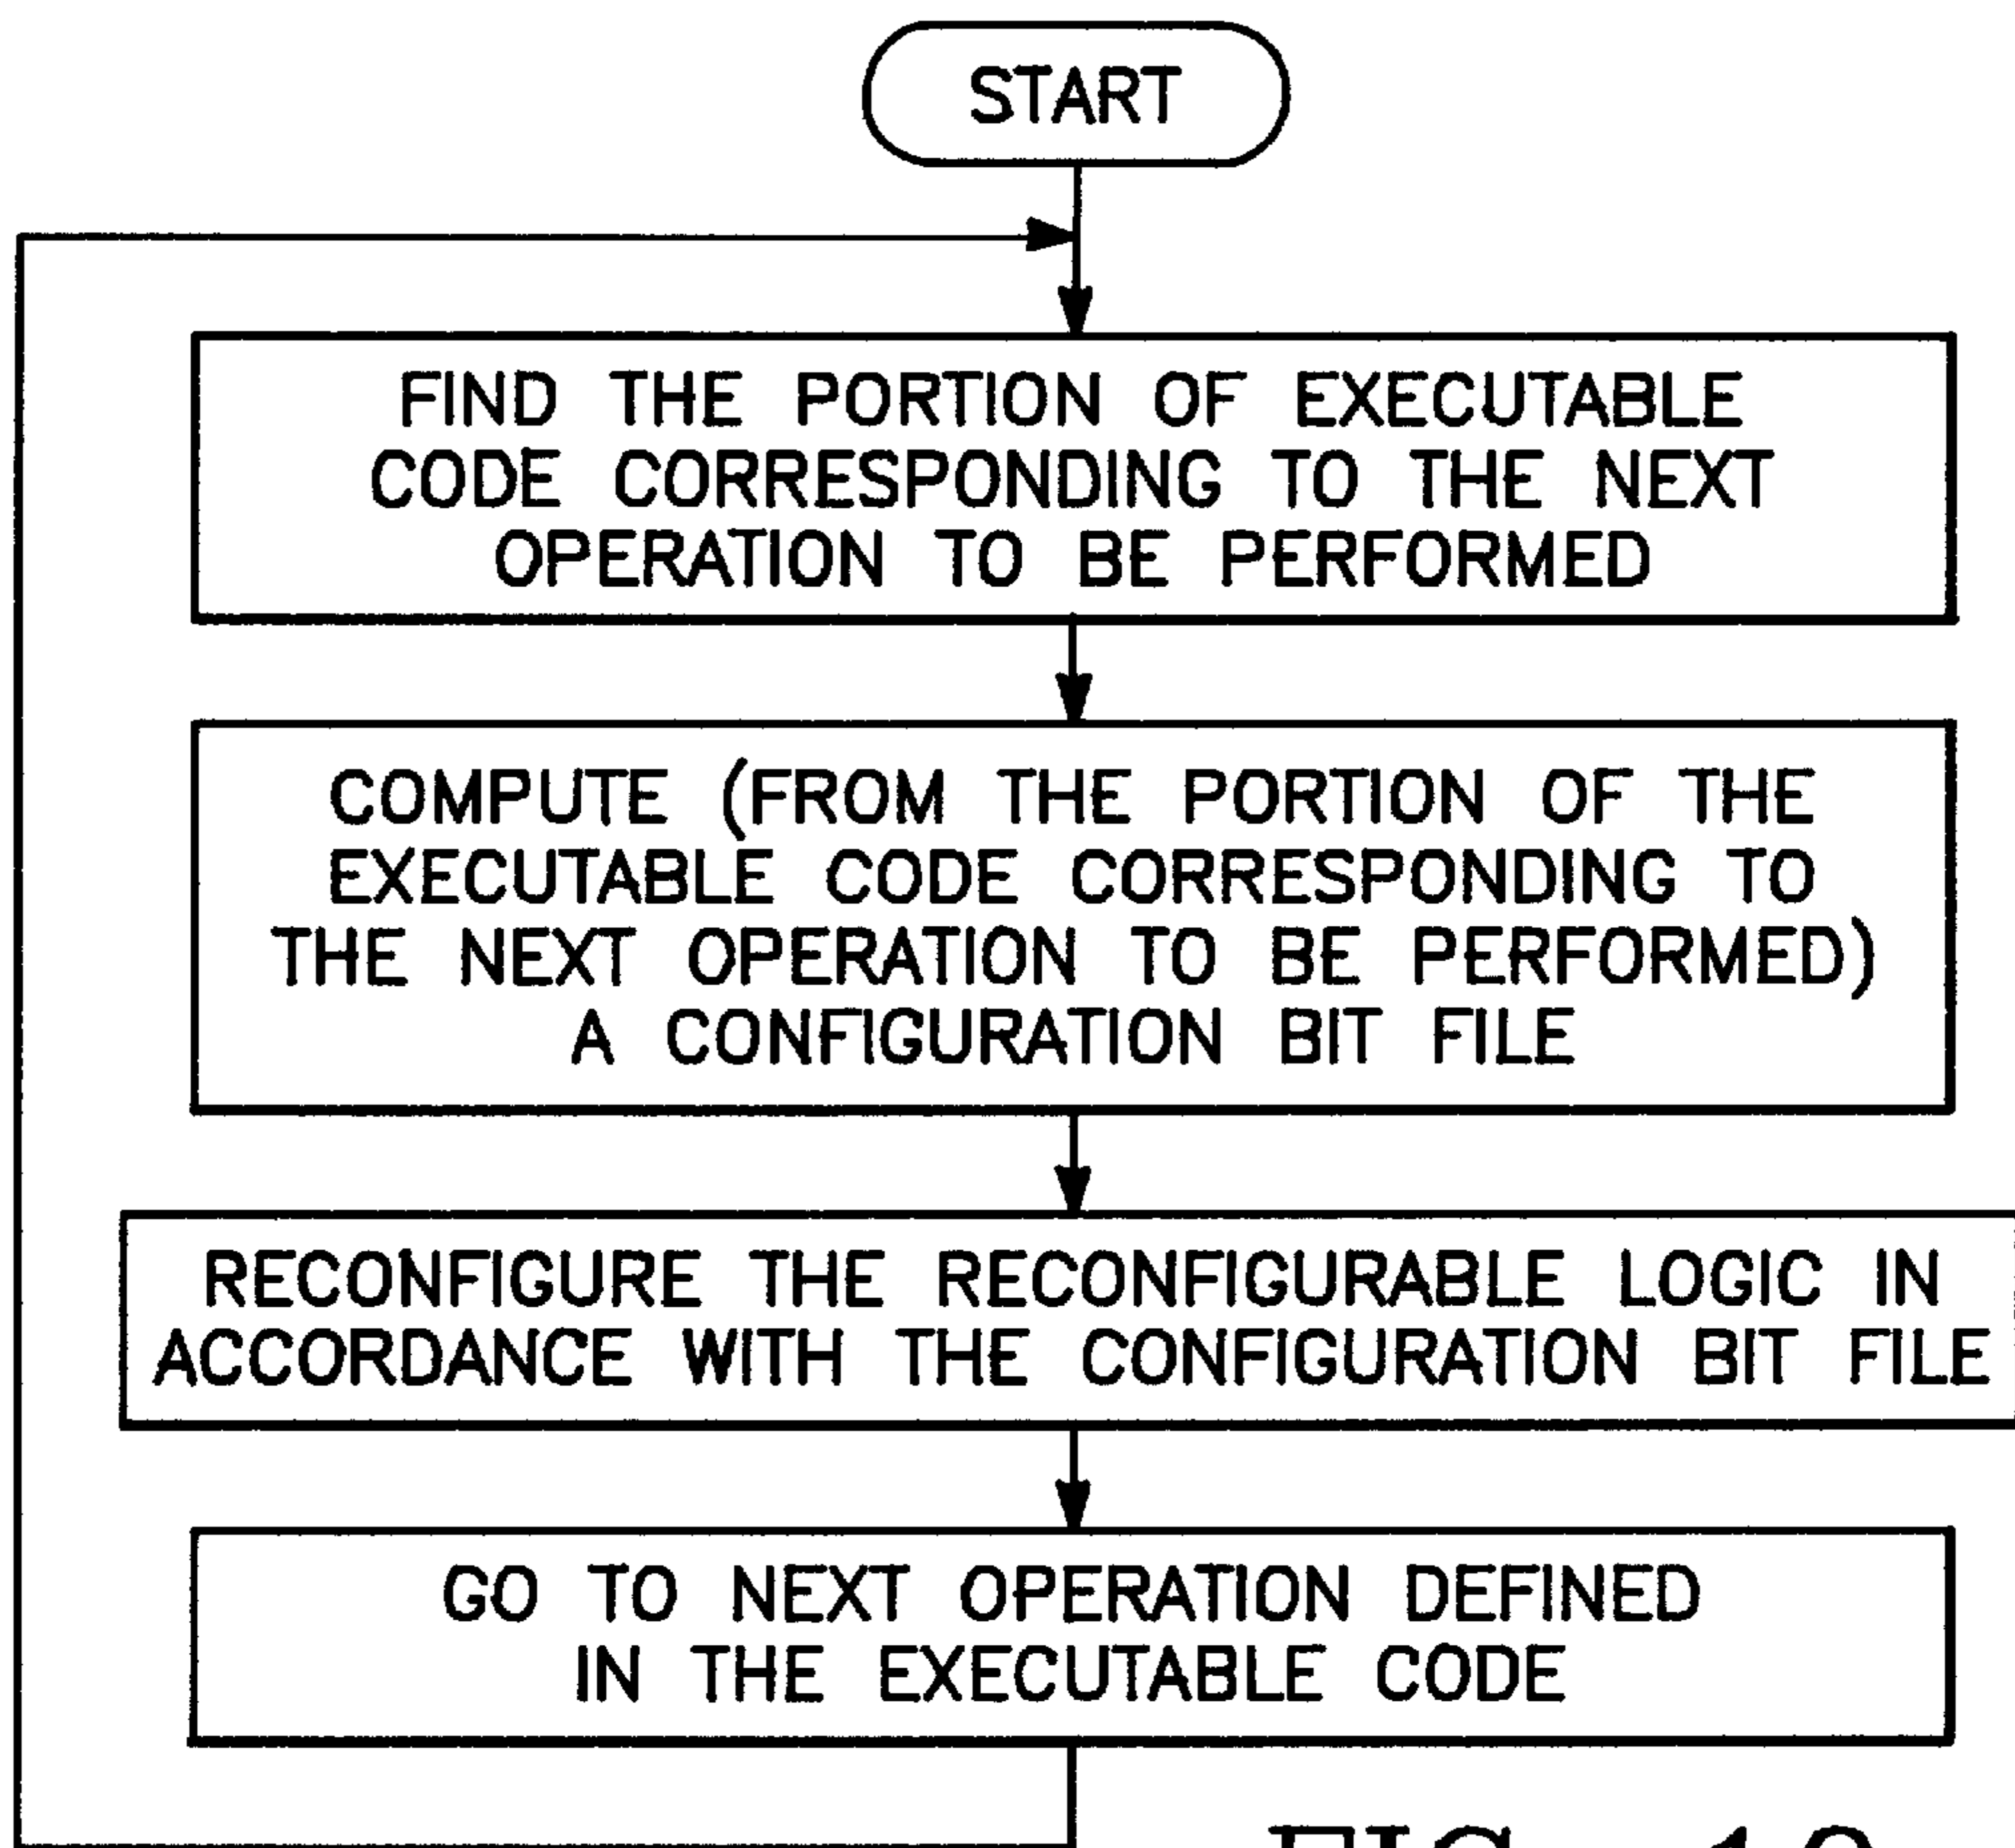 START
FIND THE PORTION OF EXECUTABLE
CODE CORRESPONDING TO THE NEXT
OPERATION TO BE PERFORMED
COMPUTE (FROM THE PORTION OF THE
EXECUTABLE CODE CORRESPONDING TO
THE NEXT OPERATION TO BE PERFORMED)
A CONFIGURATION BIT FILE
RECONFIGURE THE RECONFIGURABLE LOGIC IN
ACCORDANCE WITH THE CONFIGURATION BIT FILE
GO TO NEXT OPERATION DEFINED
IN THE EXECUTABLE CODE